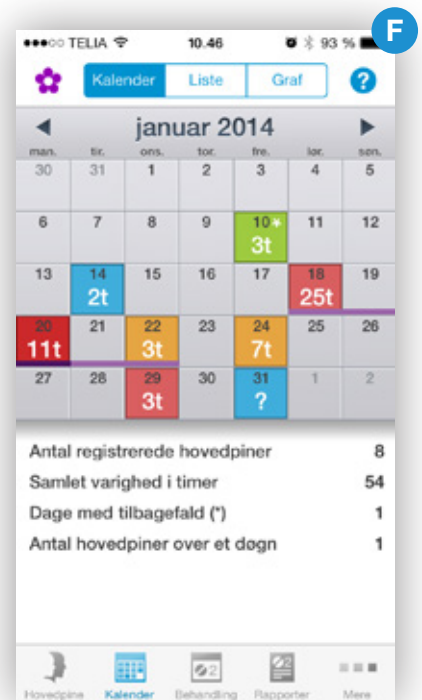 F
TELIA 10.46 93 %
Kalender Liste Graf ?
januar 2014
man. tir. ons. tor. fre. lør. søn.
30 31 1 2 3 4 5
6 7 8 9 10* 11 12
3t
13 14 15 16 17 18 19
2t 25t
20 21 22 23 24 25 26
11t 3t 7t
27 28 29 30 31 1 2
3t ?
Antal registrerede hovedpiner 8
Samlet varighed i timer 54
Dage med tilbagefald (*) 1
Antal hovedpiner over et døgn 1
Hovedpine Kalender Behandling Rapporter Mere